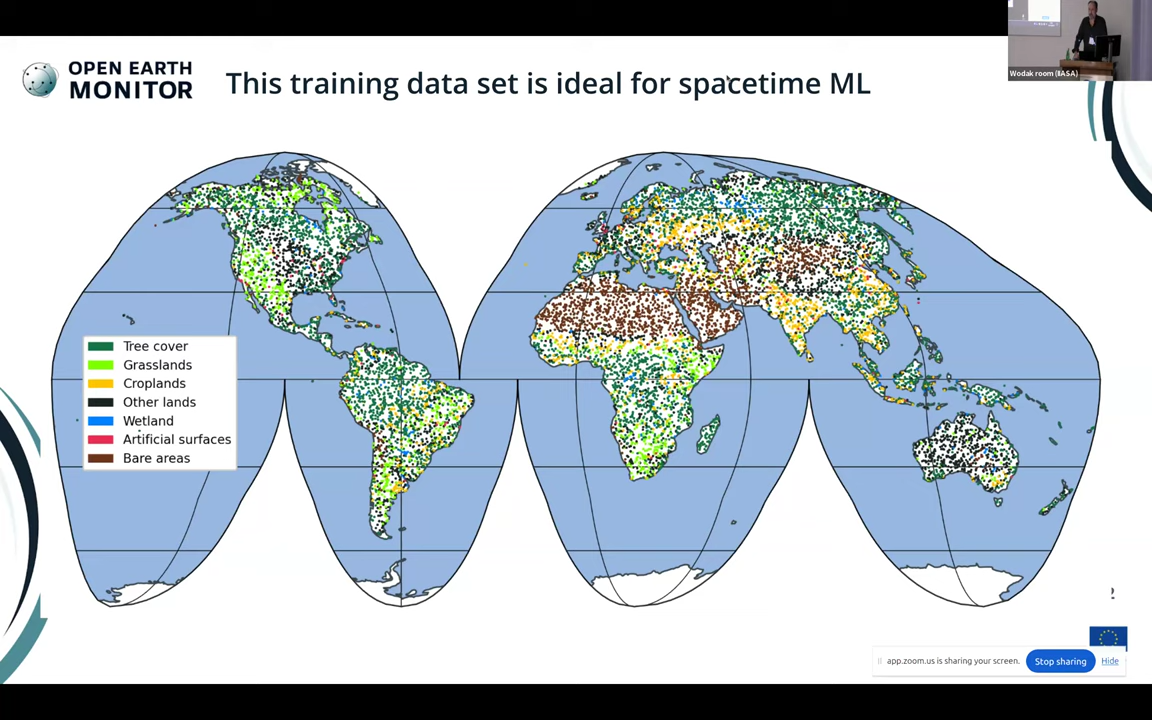 Wodak room (IIASA)
OPEN EARTH
MONITOR
This training data set is ideal for spacetime ML
Tree cover
Grasslands
Croplands
Other lands
Wetland
Artificial surfaces
Bare areas
app.zoom.us is sharing your screen.
Stop sharing
Hide